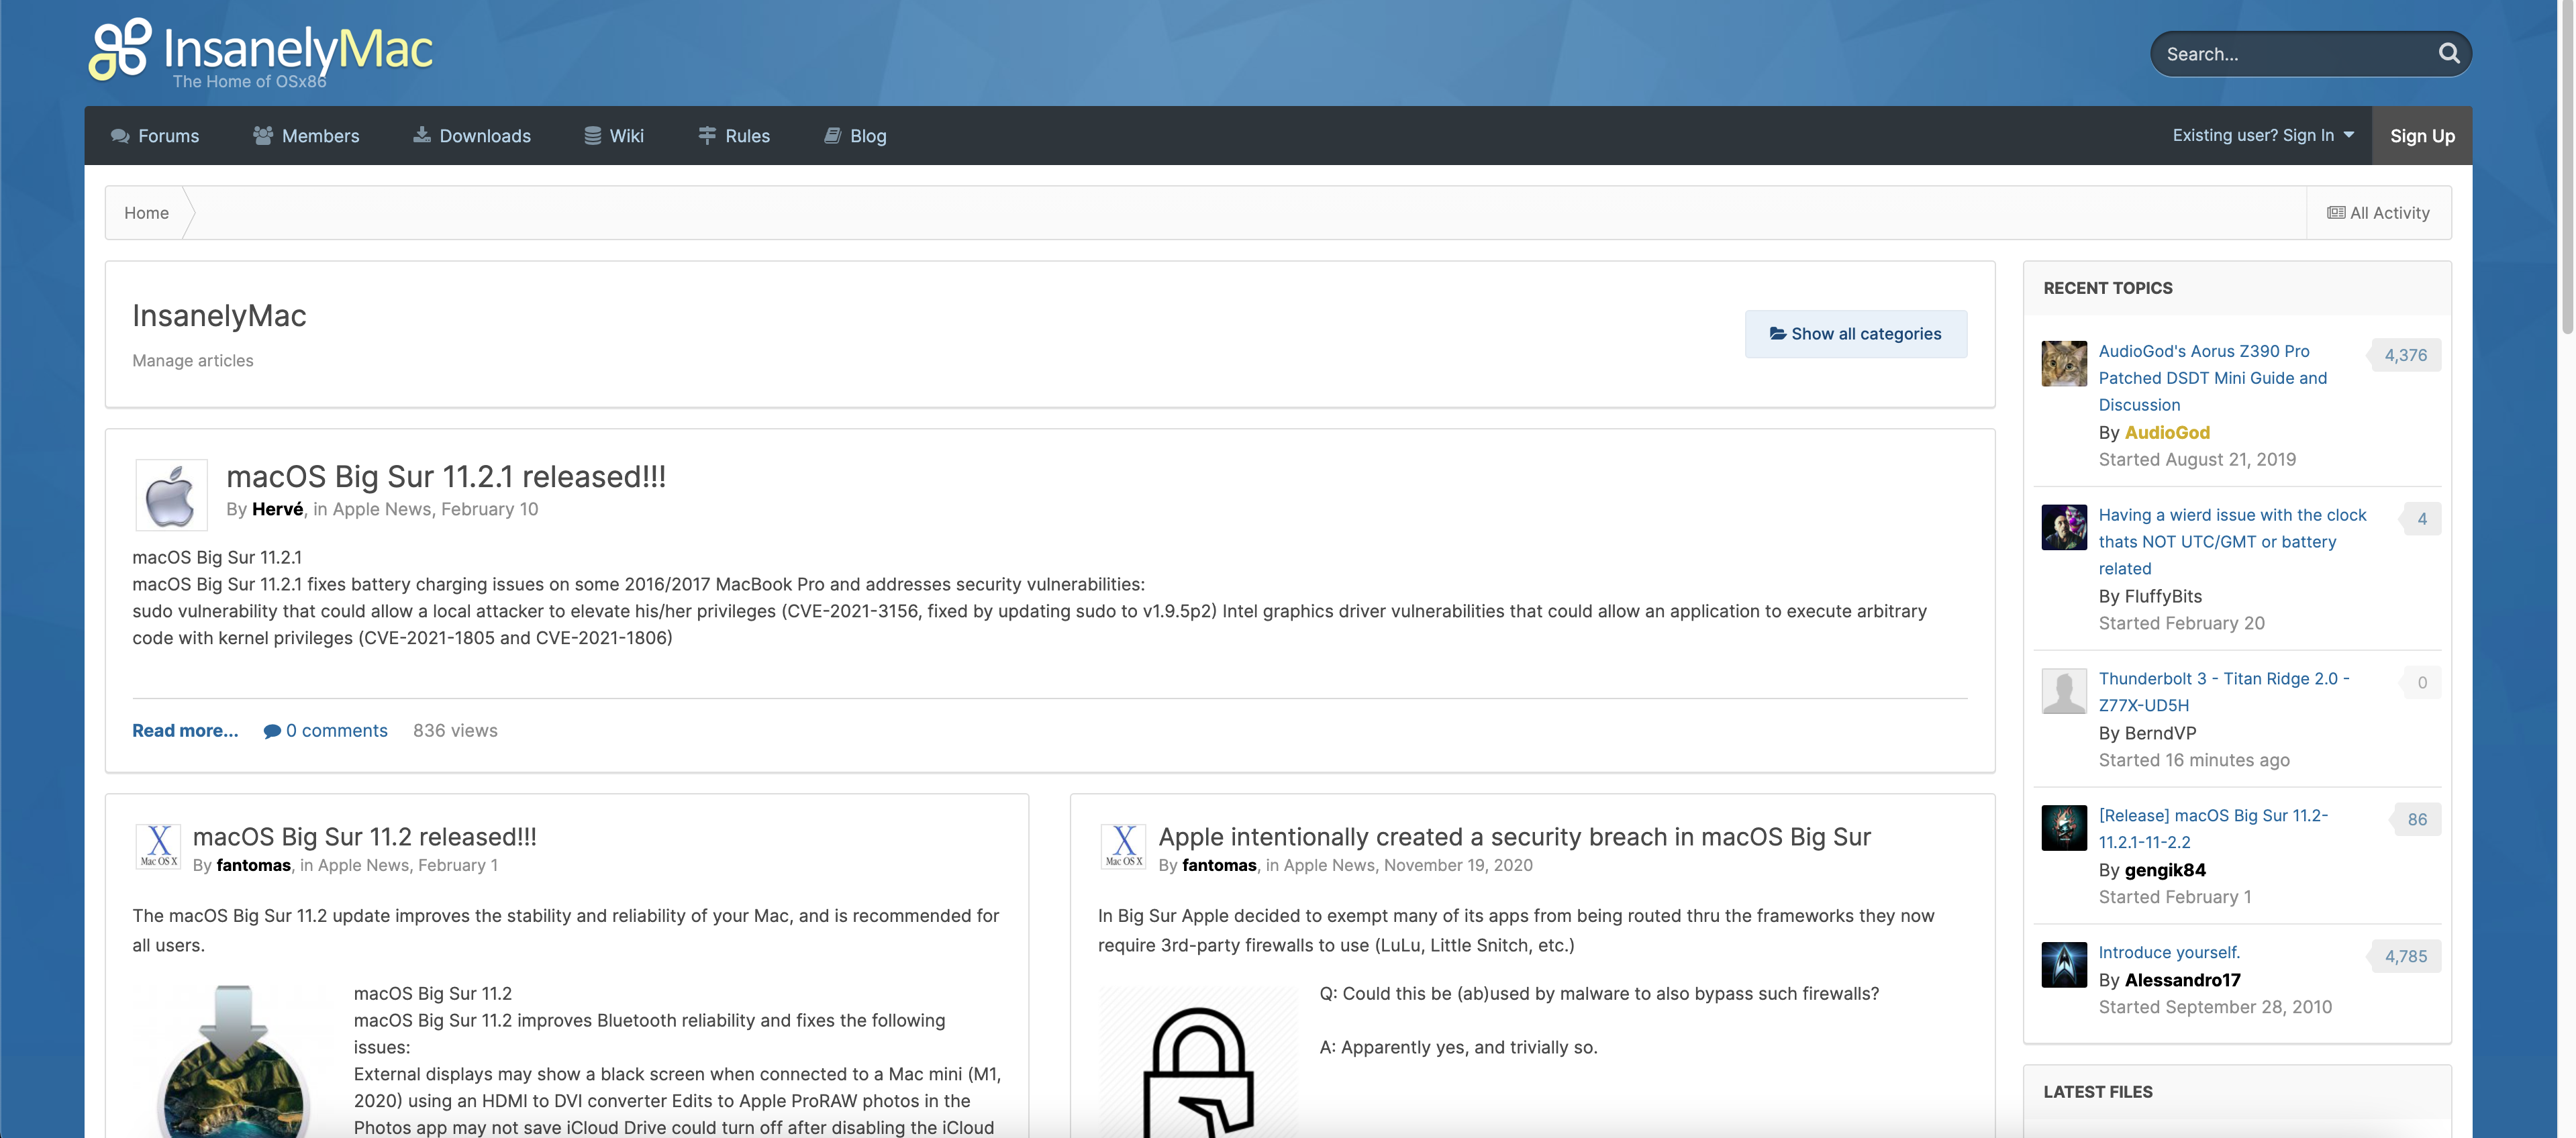 InsanelyMac
The Home of OSx86
Search...
Forums
Members
Downloads
Wiki
Rules
Blog
Existing user? Sign In
Sign Up
Home
All Activity
InsanelyMac
Manage articles
Show all categories
macOS Big Sur 11.2.1 released!!!
By Hervé, in Apple News, February 10
macOS Big Sur 11.2.1
macOS Big Sur 11.2.1 fixes battery charging issues on some 2016/2017 MacBook Pro and addresses security vulnerabilities:
sudo vulnerability that could allow a local attacker to elevate his/her privileges (CVE-2021-3156, fixed by updating sudo to v1.9.5p2) Intel graphics driver vulnerabilities that could allow an application to execute arbitrary
code with kernel privileges (CVE-2021-1805 and CVE-2021-1806)
Read more...
0 comments
836 views
X
Mac OS X
macOS Big Sur 11.2 released!!!
By fantomas, in Apple News, February 1
The macOS Big Sur 11.2 update improves the stability and reliability of your Mac, and is recommended for
all users.
macOS Big Sur 11.2
macOS Big Sur 11.2 improves Bluetooth reliability and fixes the following
issues:
External displays may show a black screen when connected to a Mac mini (M1,
2020) using an HDMI to DVI converter Edits to Apple ProRAW photos in the
Photos app may not save iCloud Drive could turn off after disabling the iCloud
X
Mac OS X
Apple intentionally created a security breach in macOS Big Sur
By fantomas, in Apple News, November 19, 2020
In Big Sur Apple decided to exempt many of its apps from being routed thru the frameworks they now
require 3rd-party firewalls to use (LuLu, Little Snitch, etc.)
Q: Could this be (ab)used by malware to also bypass such firewalls?
A: Apparently yes, and trivially so.
RECENT TOPICS
AudioGod's Aorus Z390 Pro
Patched DSDT Mini Guide and
Discussion
4,376
By AudioGod
Started August 21, 2019
Having a wierd issue with the clock
thats NOT UTC/GMT or battery
related
4
By FluffyBits
Started February 20
Thunderbolt 3 - Titan Ridge 2.0 -
Z77X-UD5H
0
By BerndVP
Started 16 minutes ago
[Release] macOS Big Sur 11.2-
11.2.1-11-2.2
86
By gengik84
Started February 1
Introduce yourself.
4,785
By Alessandro17
Started September 28, 2010
LATEST FILES